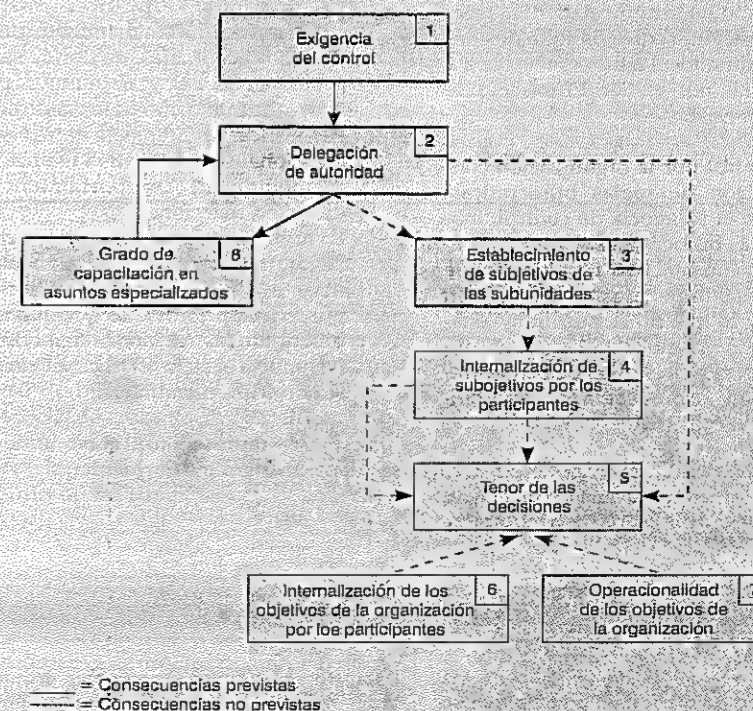 Exigencia
del control
1
Delegación
de autoridad
2
Grado de
capacitación en
asuntos especializados
8
Establecimiento
de subjetivos de
las subunidades
3
Internalización de
subojetivos por los
participantes
4
Tenor de las
decisiones
5
Internalización de los
objetivos de la organización
por los participantes
6
Operacionalidad
de los objetivos de
la organización
= Consecuencias previstas
= Consecuencias no previstas